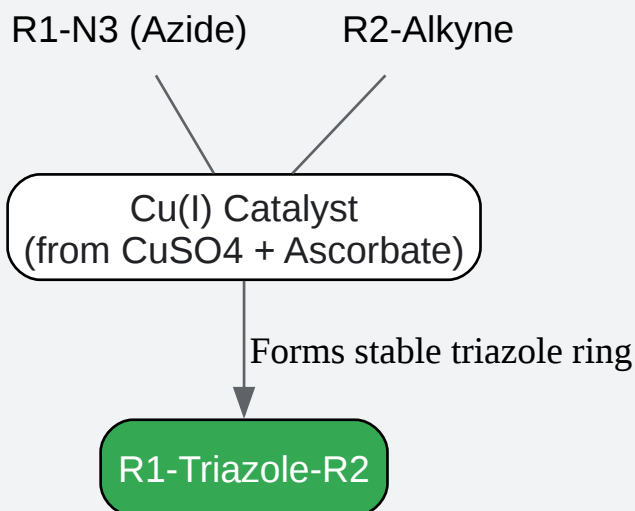 R1-N3 (Azide)
R2-Alkyne
Cu(I) Catalyst
(from CuSO4 + Ascorbate)
Forms stable triazole ring
R1-Triazole-R2